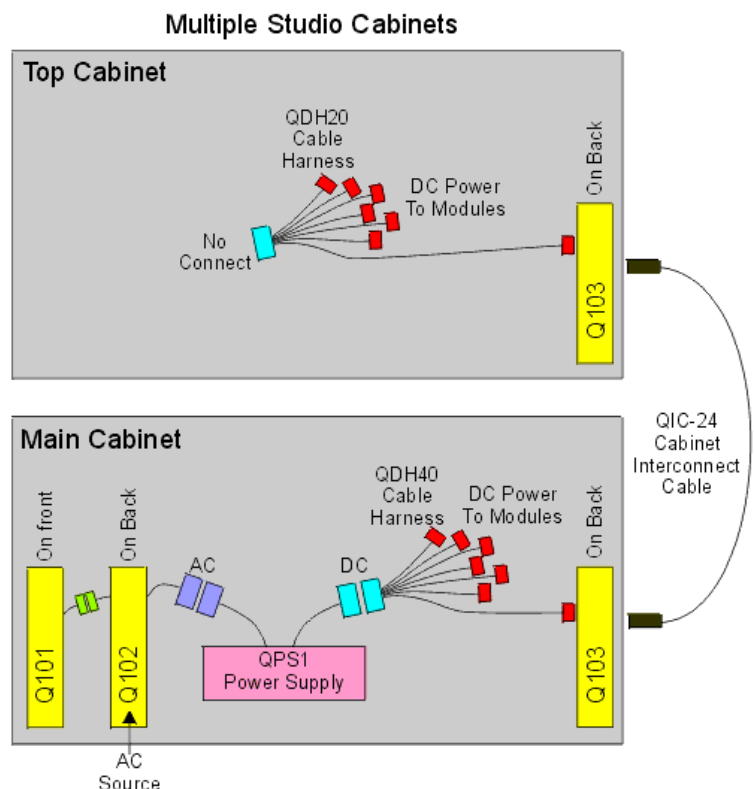 Multiple Studio Cabinets
Top Cabinet
QDH20
Cable
Harness
DC Power
To Modules
No
Connect
On Back
Q103
QIC-24
Cabinet
Interconnect
Cable
Main Cabinet
On front
Q101
On Back
Q102
AC
Source
AC
QPS1
Power Supply
DC
QDH40
Cable
Harness
DC Power
To Modules
On Back
Q103